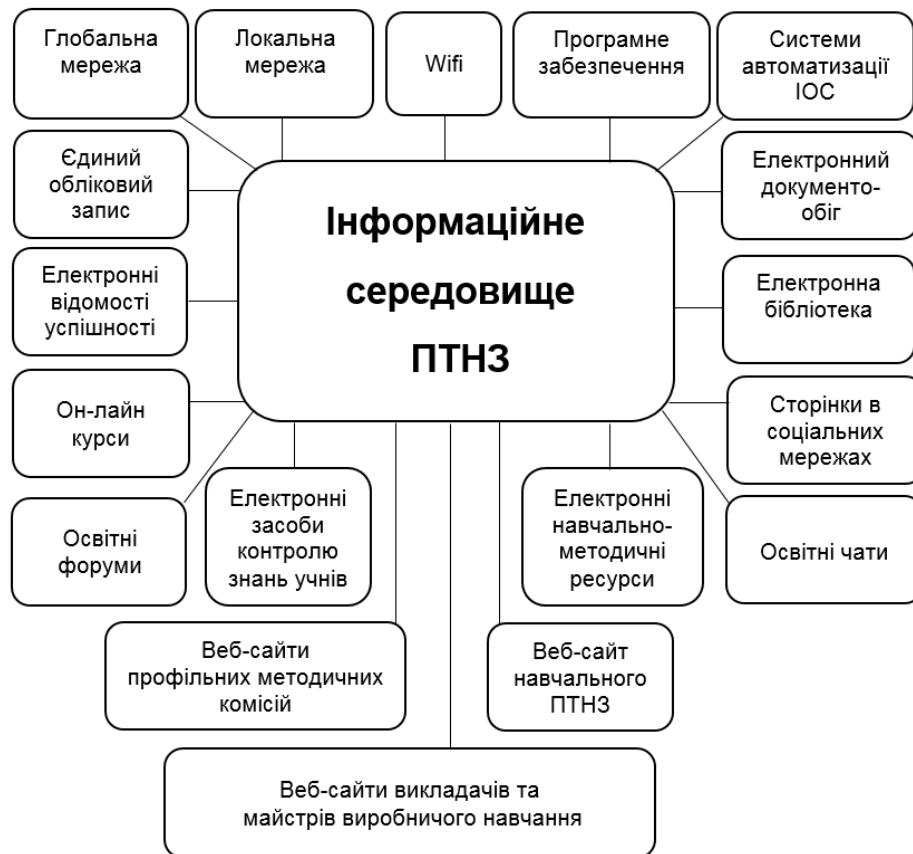 Глобальна
мережа
Локальна
мережа
Wifi
Програмне
забезпечення
Системи
автоматизації
ІОС
Єдиний
обліковий
запис
Електронний
документо-
обіг
Інформаційне
середовище
ПТНЗ
Електронні
відомості
успішності
Електронна
бібліотека
Он-лайн
курси
Сторінки в
соціальних
мережах
Освітні
форуми
Електронні
засоби
контролю
знань учнів
Електронні
навчально-
методичні
ресурси
Освітні чати
Веб-сайти
профільних методичних
комісій
Веб-сайт
навчального
ПТНЗ
Веб-сайти викладачів та
майстрів виробничого навчання